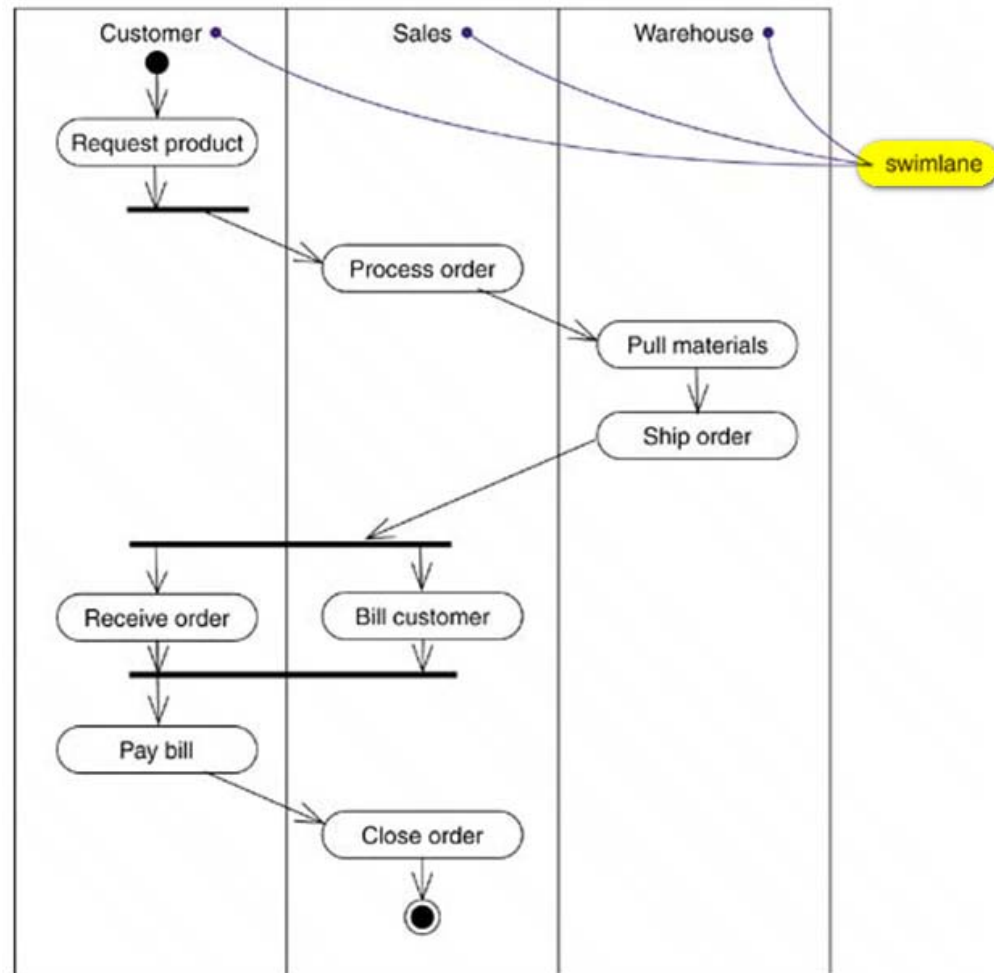 Customer
Sales
Warehouse
Request product
swimlane
Process order
Pull materials
Ship order
Receive order
Bill customer
Pay bill
Close order